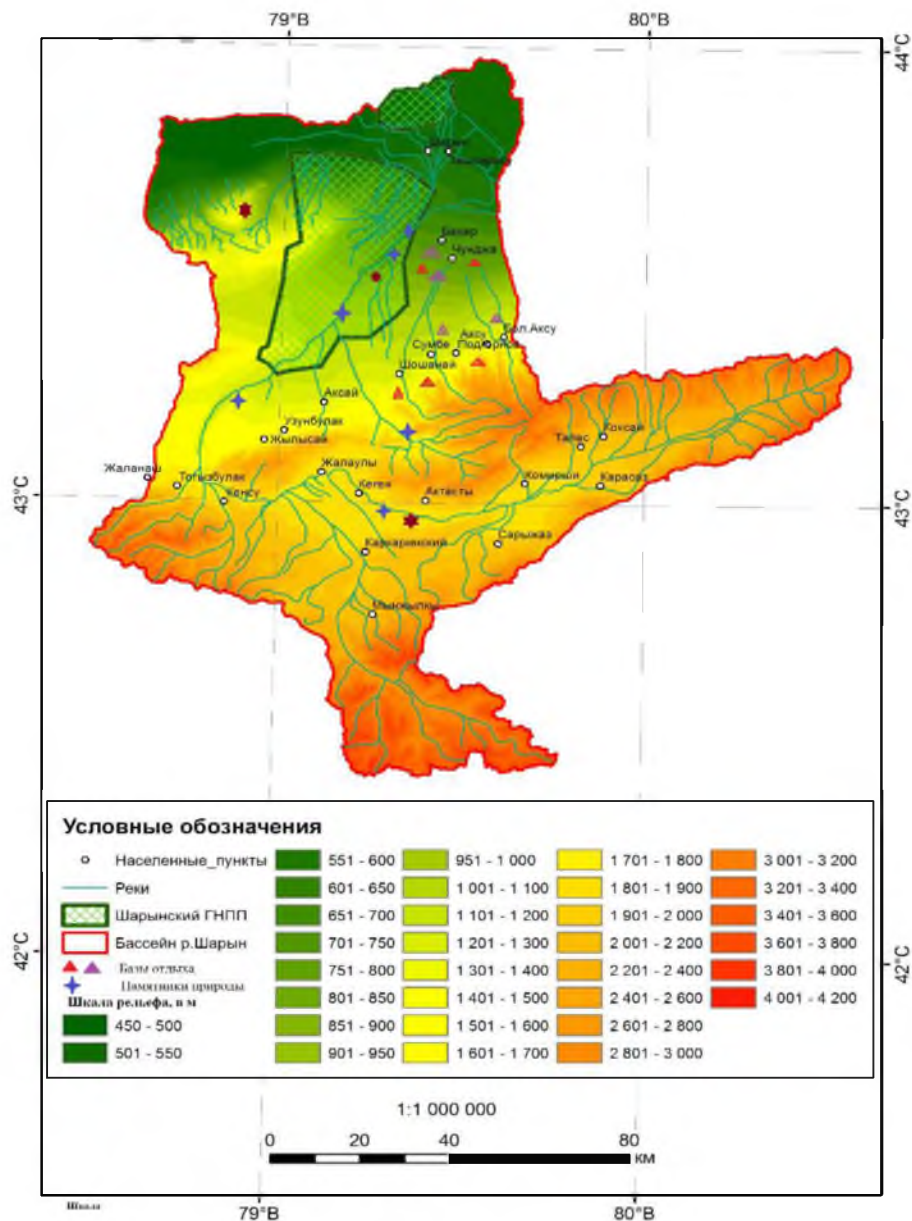 79°В 80°В
44°С
Бахар
Чунджа
Бол.Аксу
Аксу
Сумбе
Шошанай
Аксай
Узунбулак
Жылысай
Коксай
Талас
Жаланаш
Тогызбулак
Кенсу
Жалаулы
Кеген
Актасты
Комирши
Карасаз
43°С 43°С
Каркаринский
Сарыжаз
Мынжылкы
42°С 42°С
Условные обозначения
Населенные_пункты
Реки
Шарынский ГНПП
Бассейн р.Шарын
Базы отдыха
Памятники природы
Шкала рельефа, в м
450 - 500
501 - 550
551 - 600
601 - 650
651 - 700
701 - 750
751 - 800
801 - 850
851 - 900
901 - 950
951 - 1 000
1 001 - 1 100
1 101 - 1 200
1 201 - 1 300
1 301 - 1 400
1 401 - 1 500
1 501 - 1 600
1 601 - 1 700
1 701 - 1 800
1 801 - 1 900
1 901 - 2 000
2 001 - 2 200
2 201 - 2 400
2 401 - 2 600
2 601 - 2 800
2 801 - 3 000
3 001 - 3 200
3 201 - 3 400
3 401 - 3 600
3 601 - 3 800
3 801 - 4 000
4 001 - 4 200
1:1 000 000
0 20 40 80
КМ
Шкала
79°В 80°В